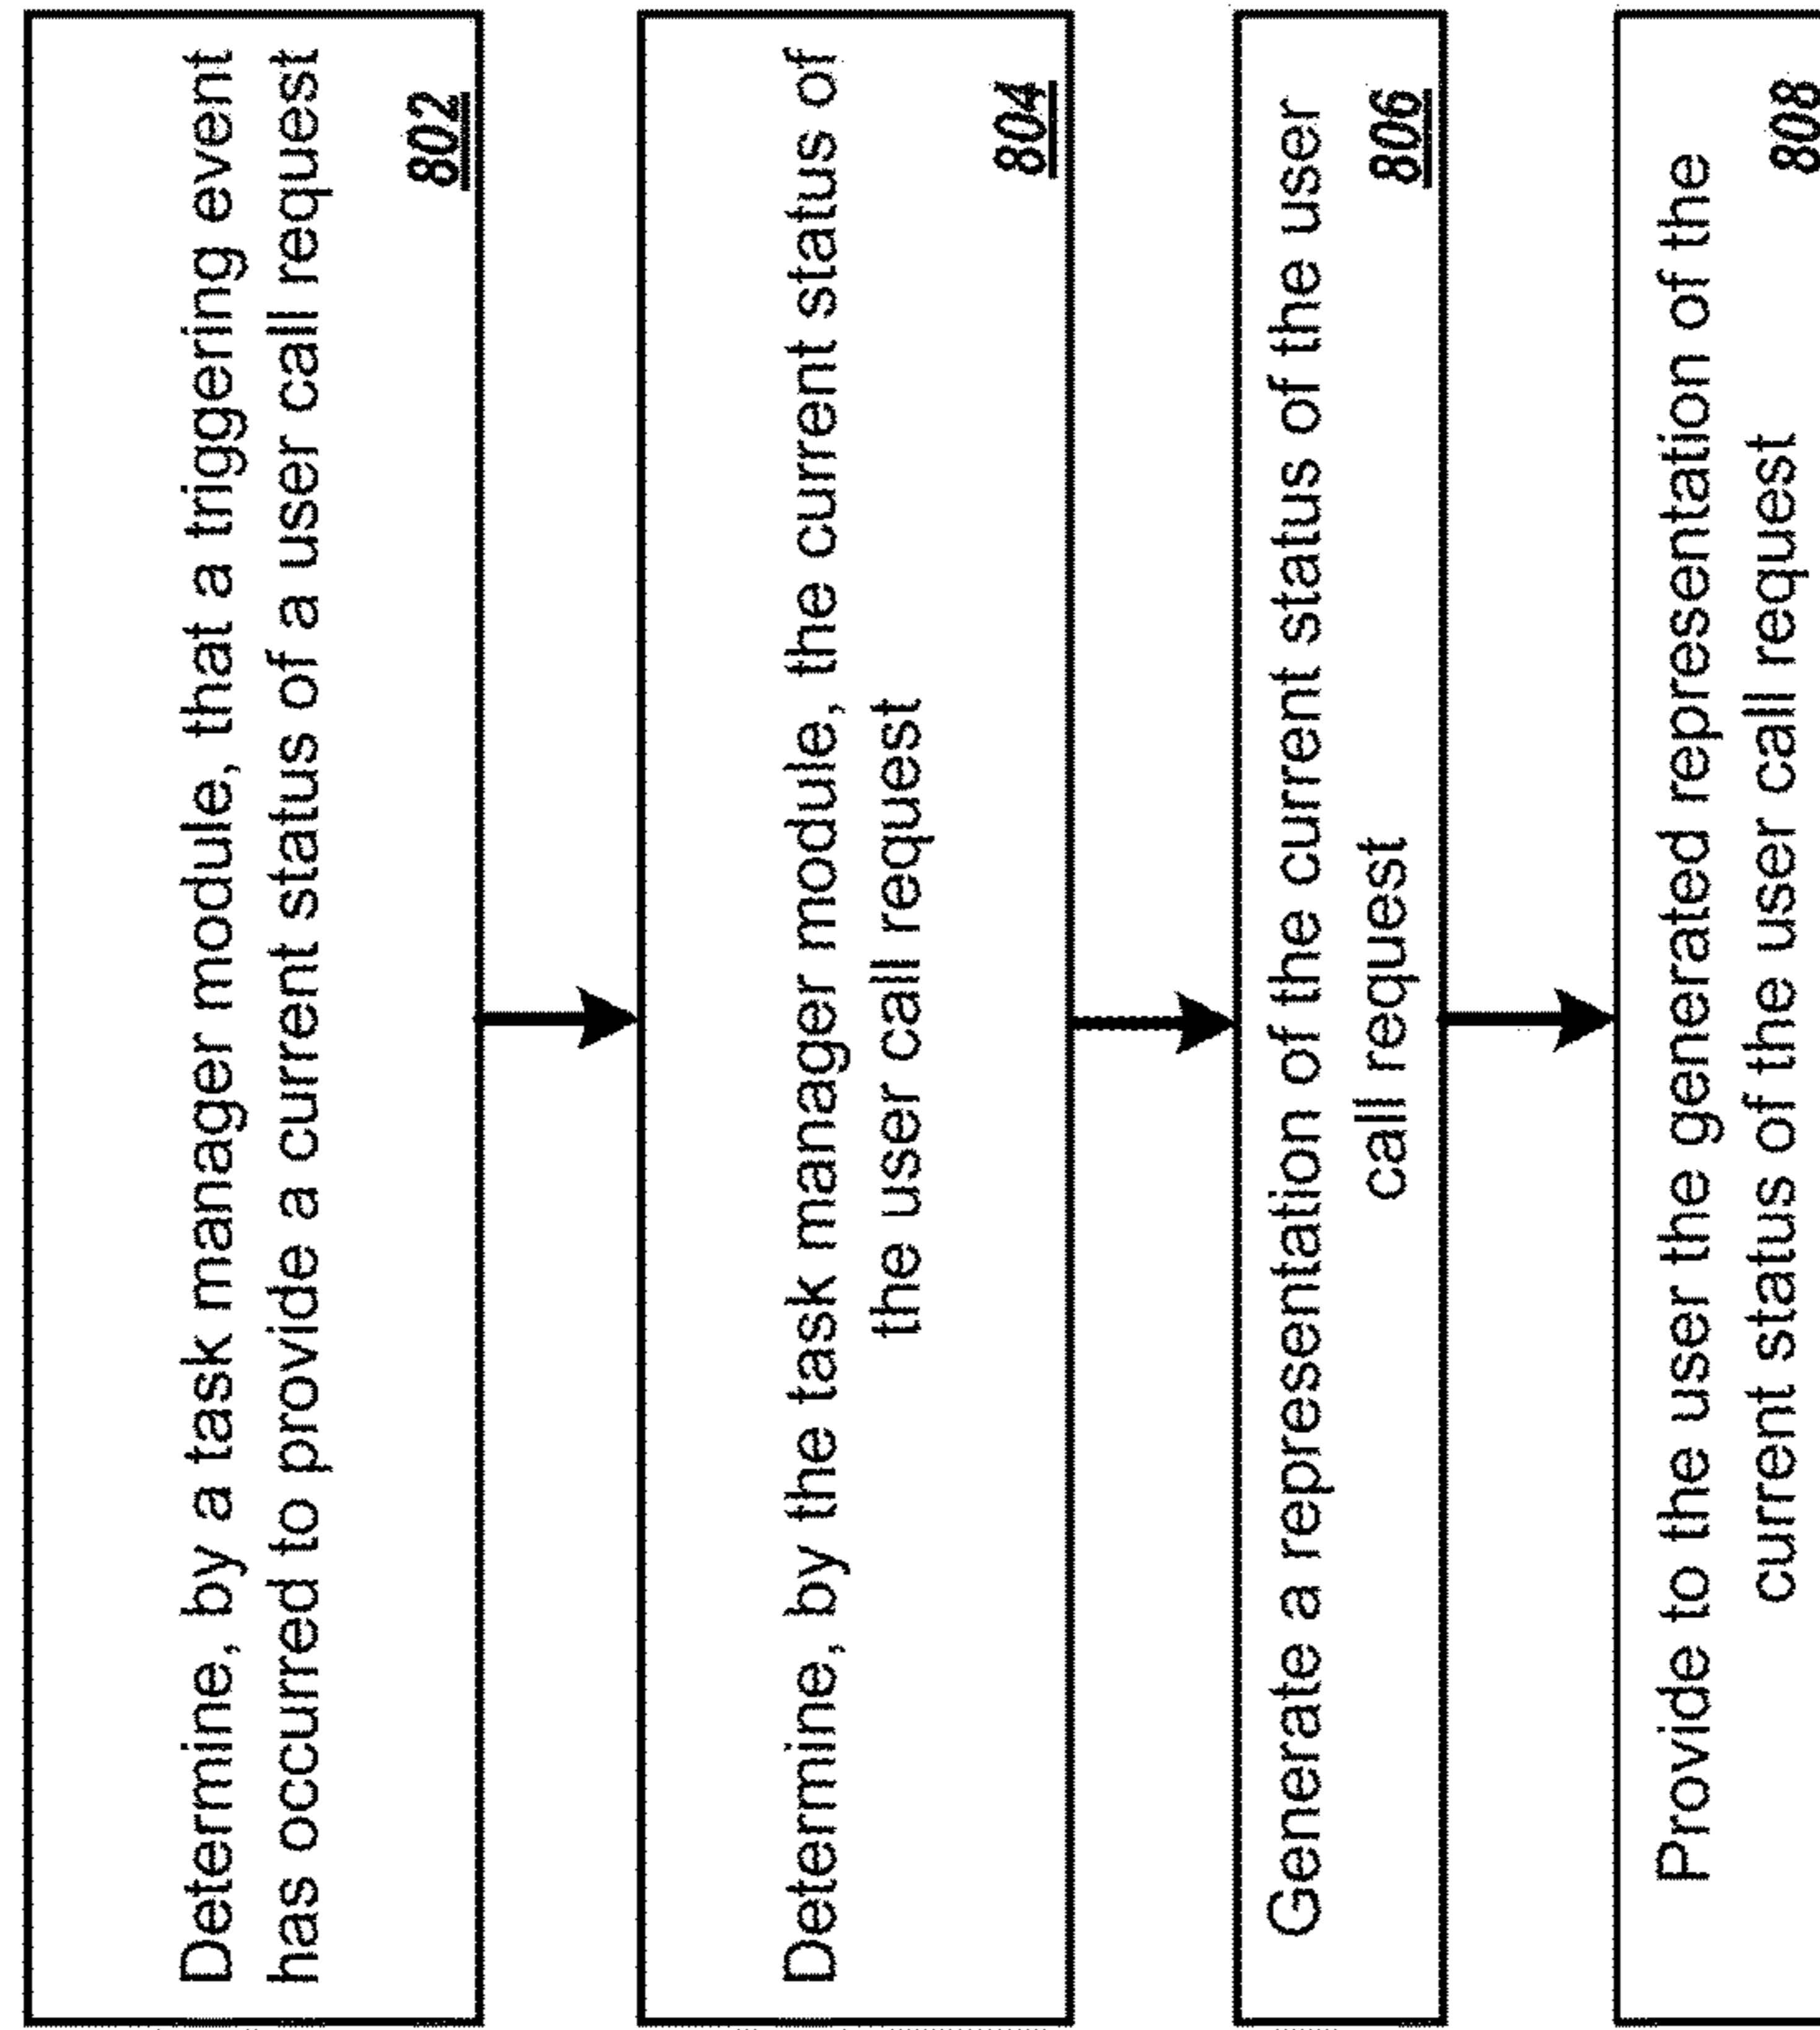 Determine, by a task manager module, that a triggering event
has occurred to provide a current status of a user call request
802
Determine, by the task manager module, the current status of
the user call request
804
Generate a representation of the current status of the user
call request
806
Provide to the user the generated representation of the
current status of the user call request
808